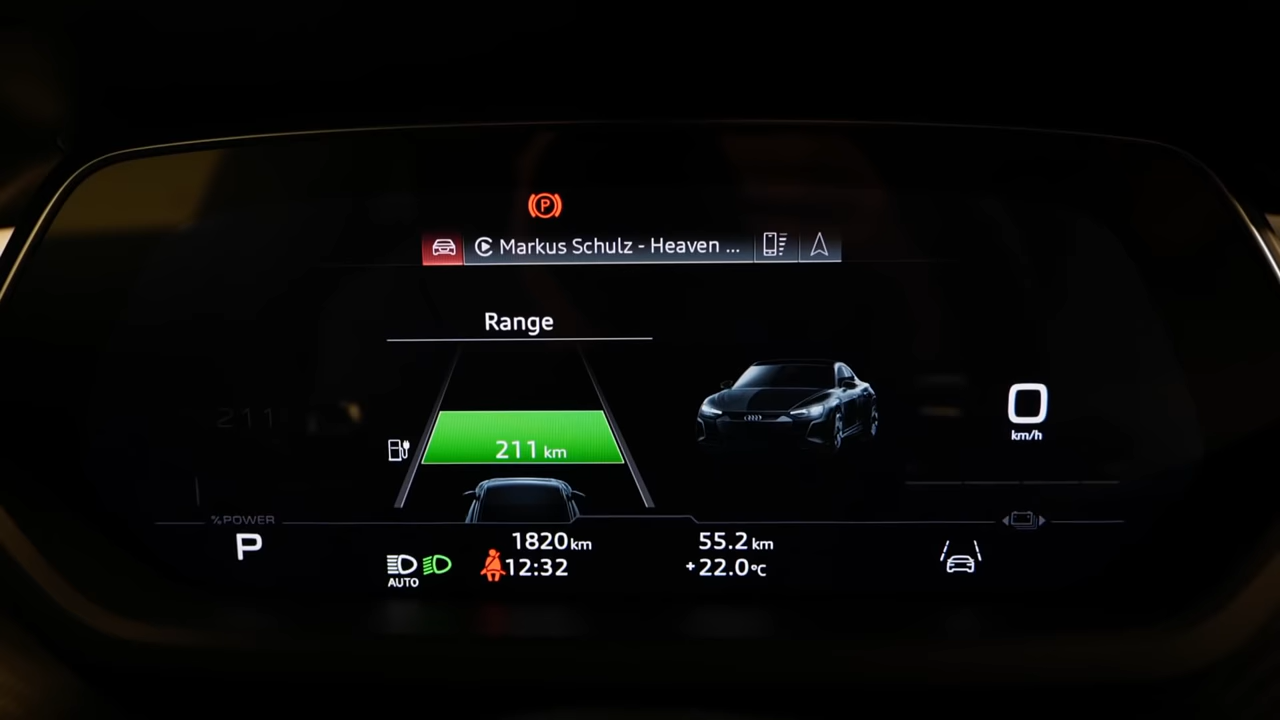 P
Markus Schulz - Heaven ...
Range
211
211 km
0
km/h
%POWER
P
1820 km
55.2 km
AUTO
12:32
+22.0°C